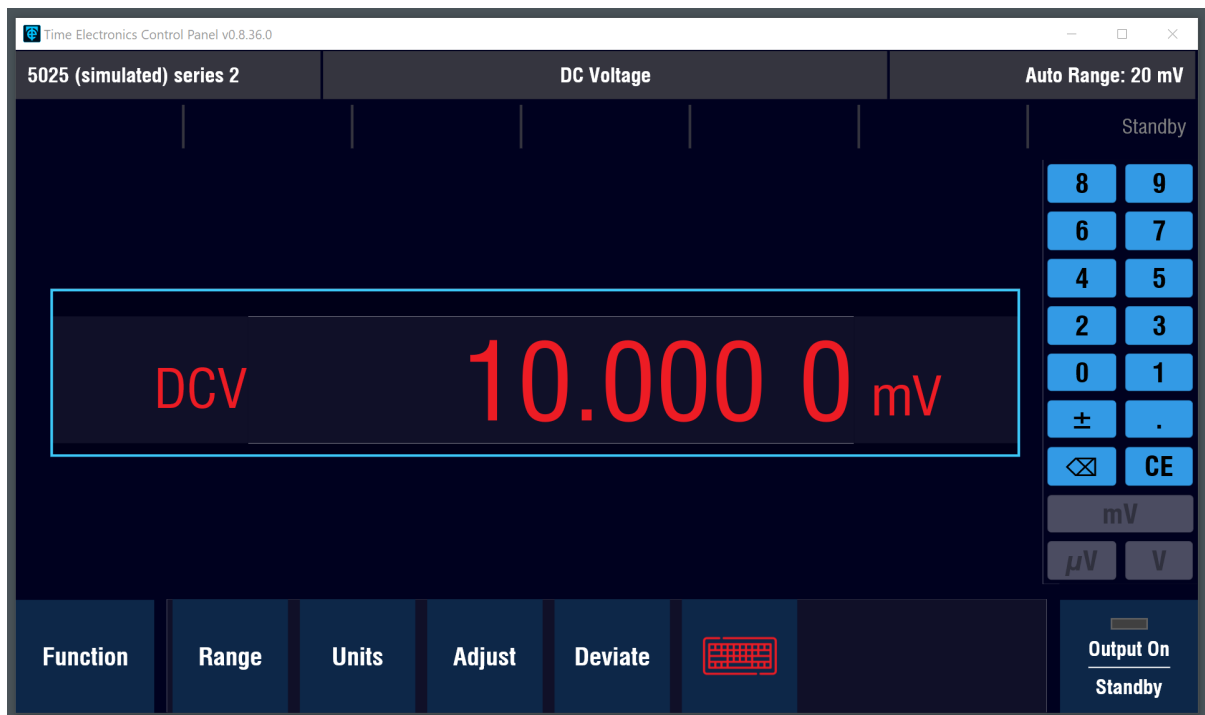 Time Electronics Control Panel v0.8.36.0
5025 (simulated) series 2 DC Voltage Auto Range: 20 mV
Standby
8 9
6 7
4 5
2 3
DCV 10.000 0 mV
0 1
± .
⌫ CE
mV
µV V
Function Range Units Adjust Deviate
Output On
Standby